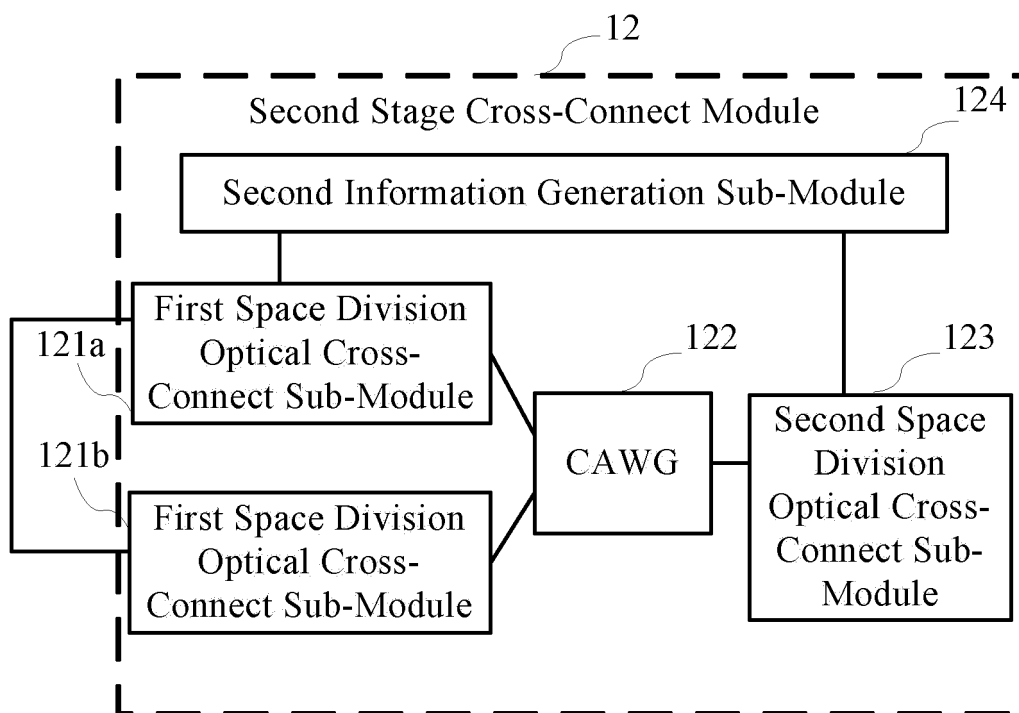 12
Second Stage Cross-Connect Module
124
Second Information Generation Sub-Module
121a
First Space Division
Optical Cross-
Connect Sub-Module
122
CAWG
123
Second Space
Division
Optical Cross-
Connect Sub-
Module
121b
First Space Division
Optical Cross-
Connect Sub-Module